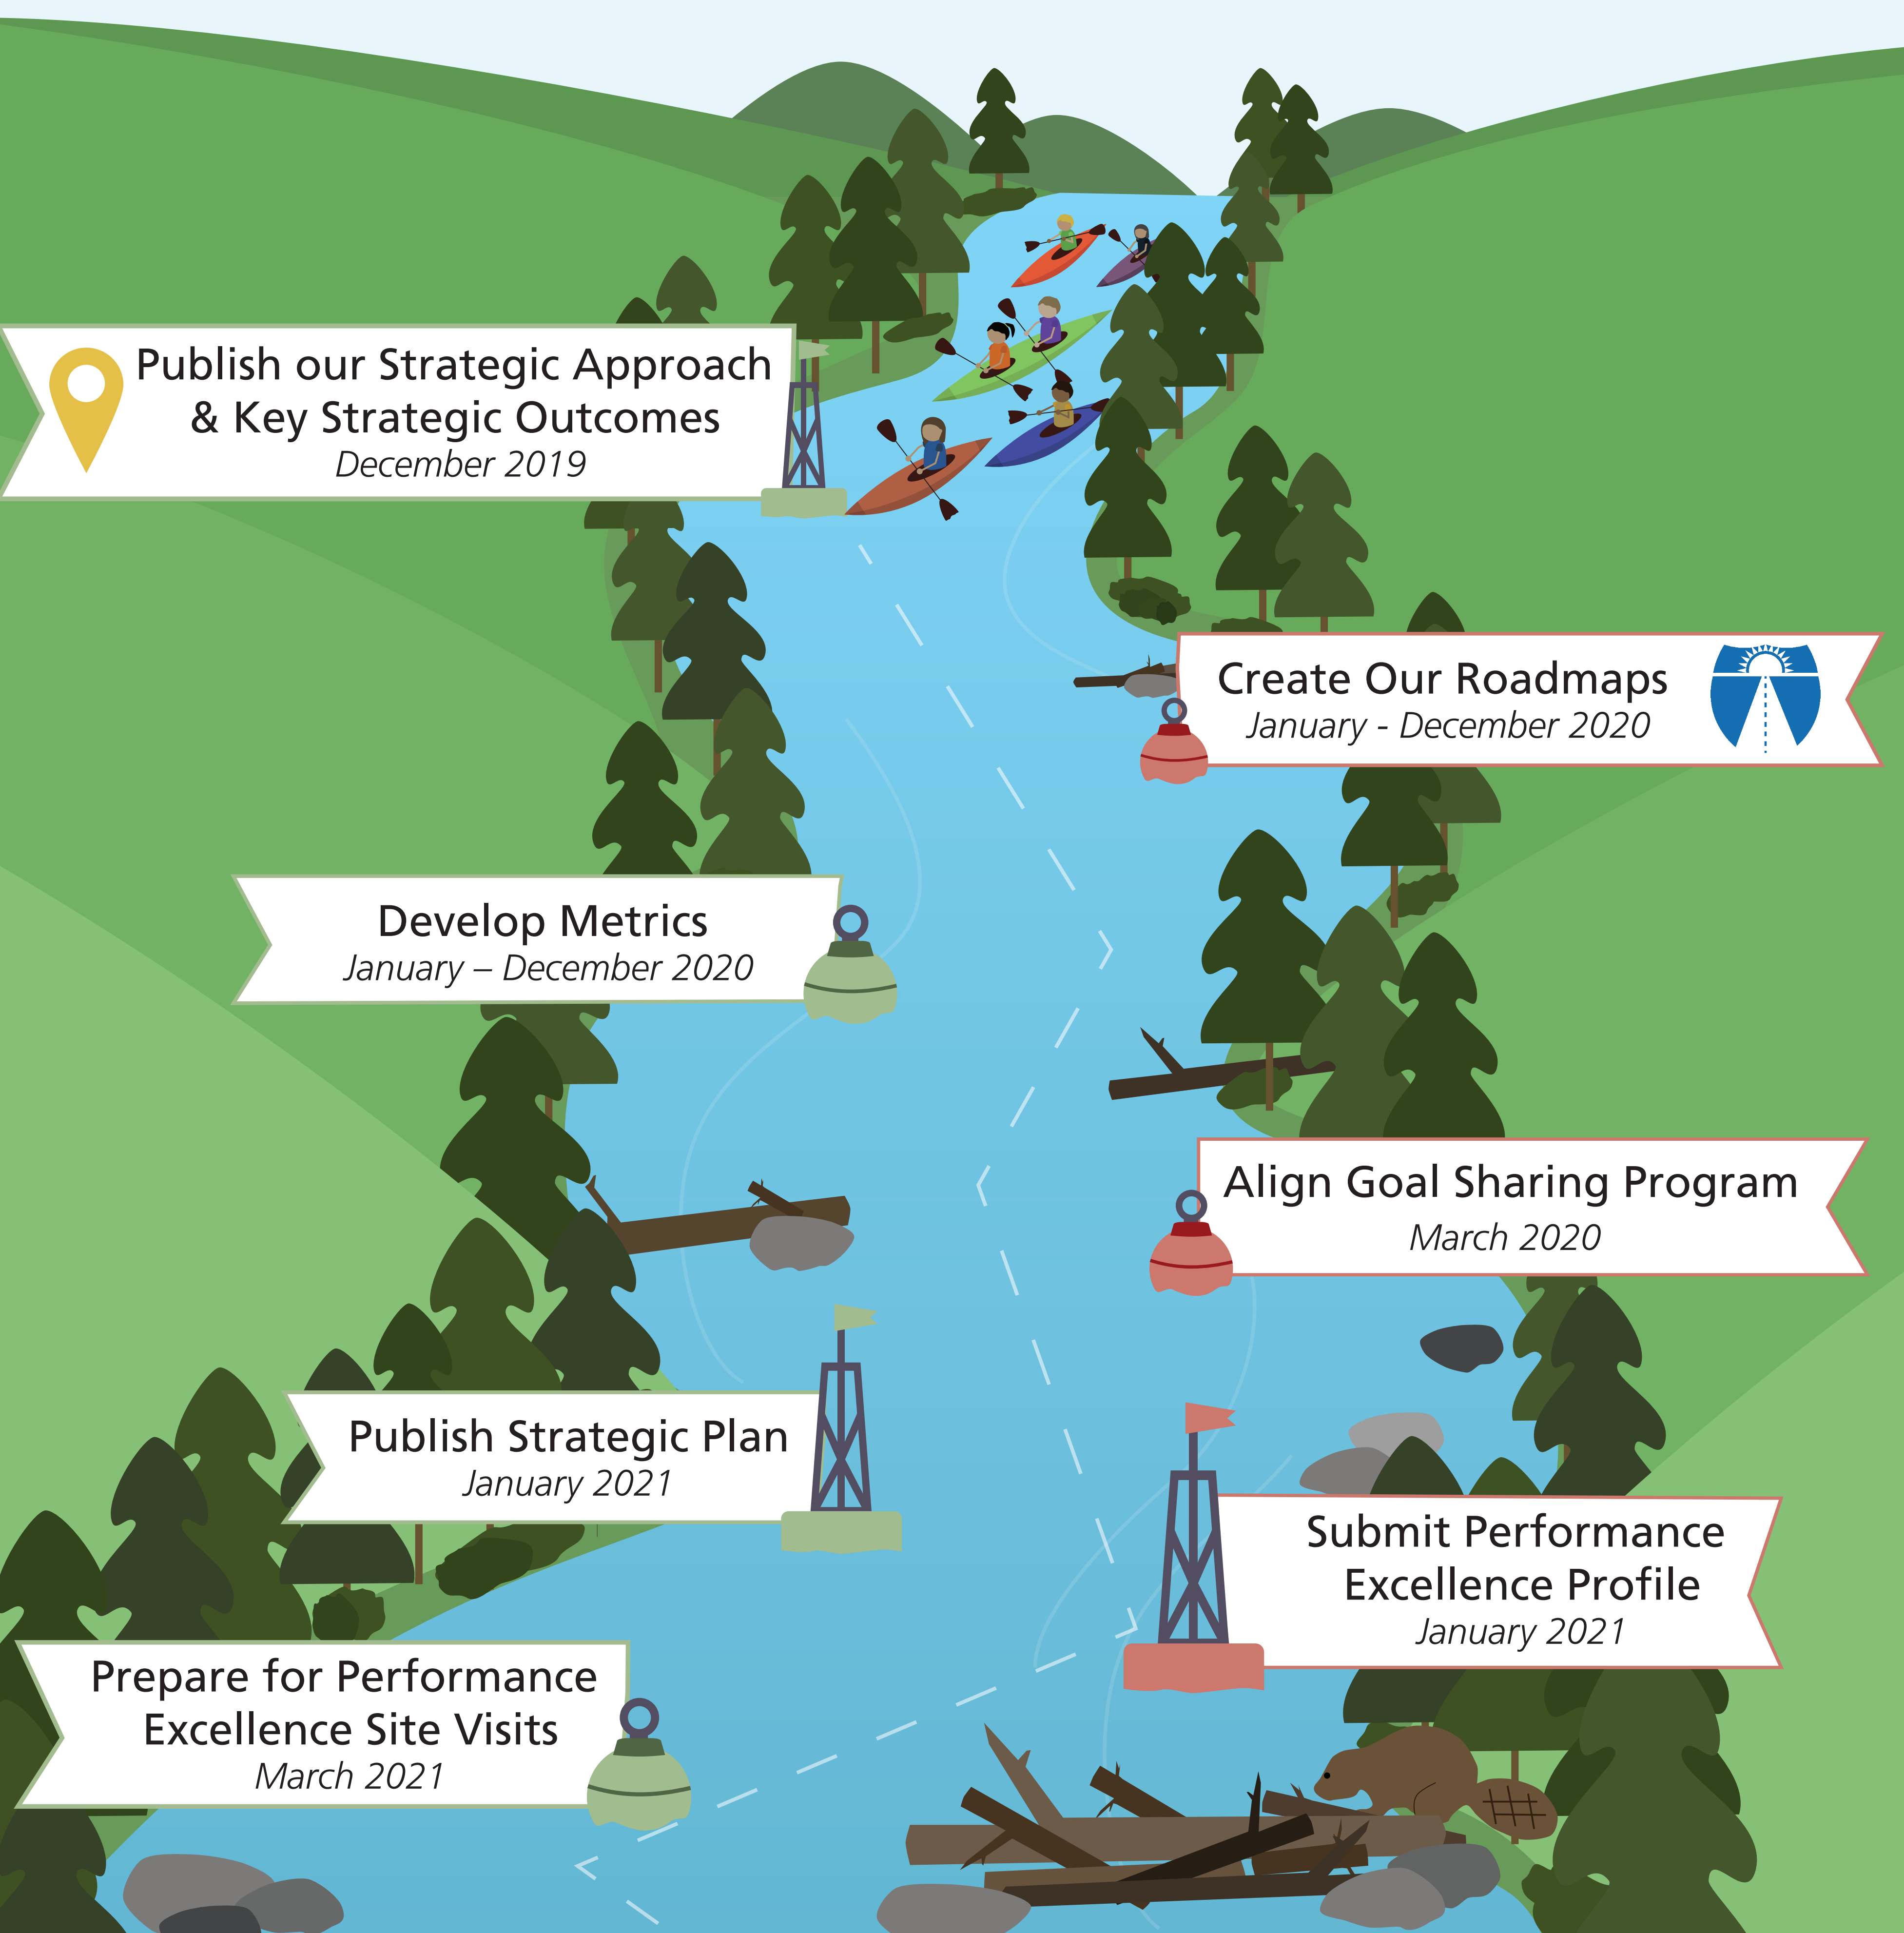 Publish our Strategic Approach
& Key Strategic Outcomes
December 2019
Create Our Roadmaps
January - December 2020
Develop Metrics
January – December 2020
Align Goal Sharing Program
March 2020
Publish Strategic Plan
January 2021
Submit Performance
Excellence Profile
January 2021
Prepare for Performance
Excellence Site Visits
March 2021